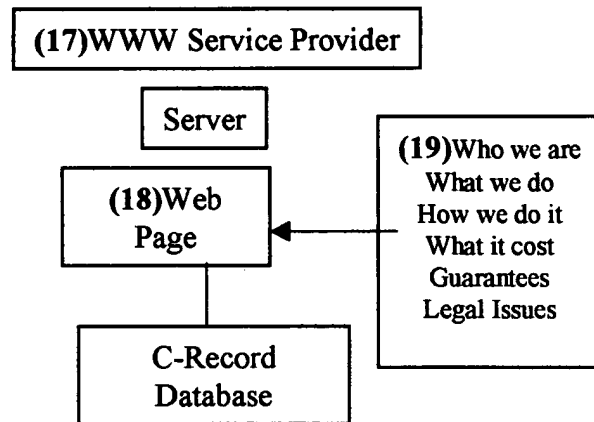 (17)WWW Service Provider
Server
(18)Web
Page
(19)Who we are
What we do
How we do it
What it cost
Guarantees
Legal Issues
C-Record
Database